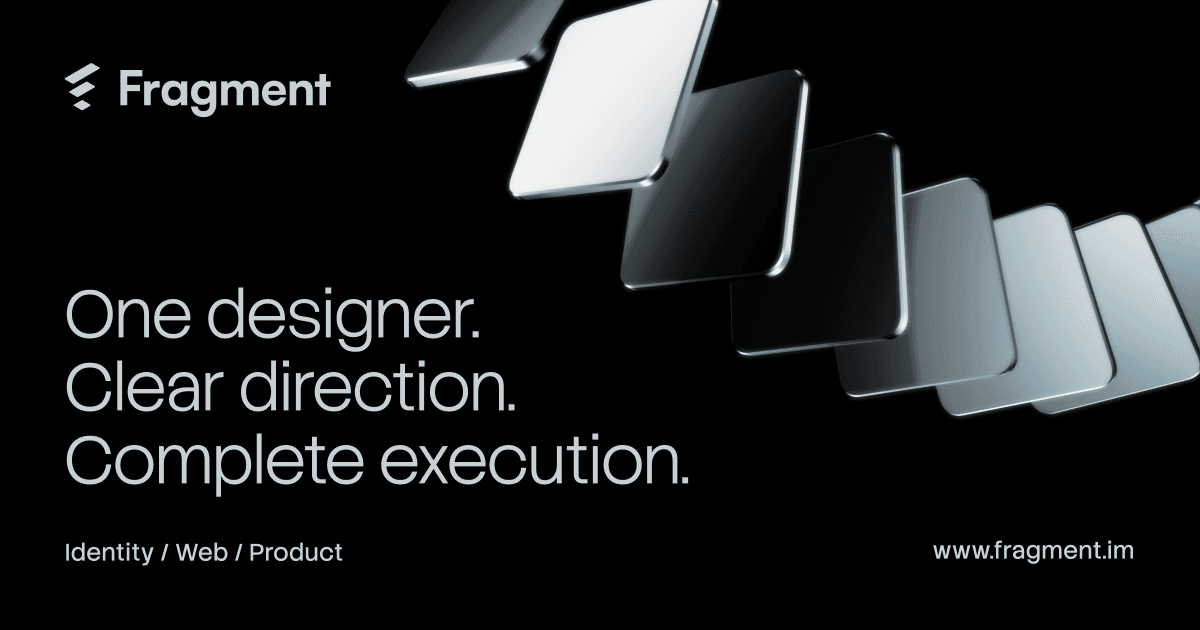 Fragment
One designer.
Clear direction.
Complete execution.
Identity / Web / Product
www.fragment.im